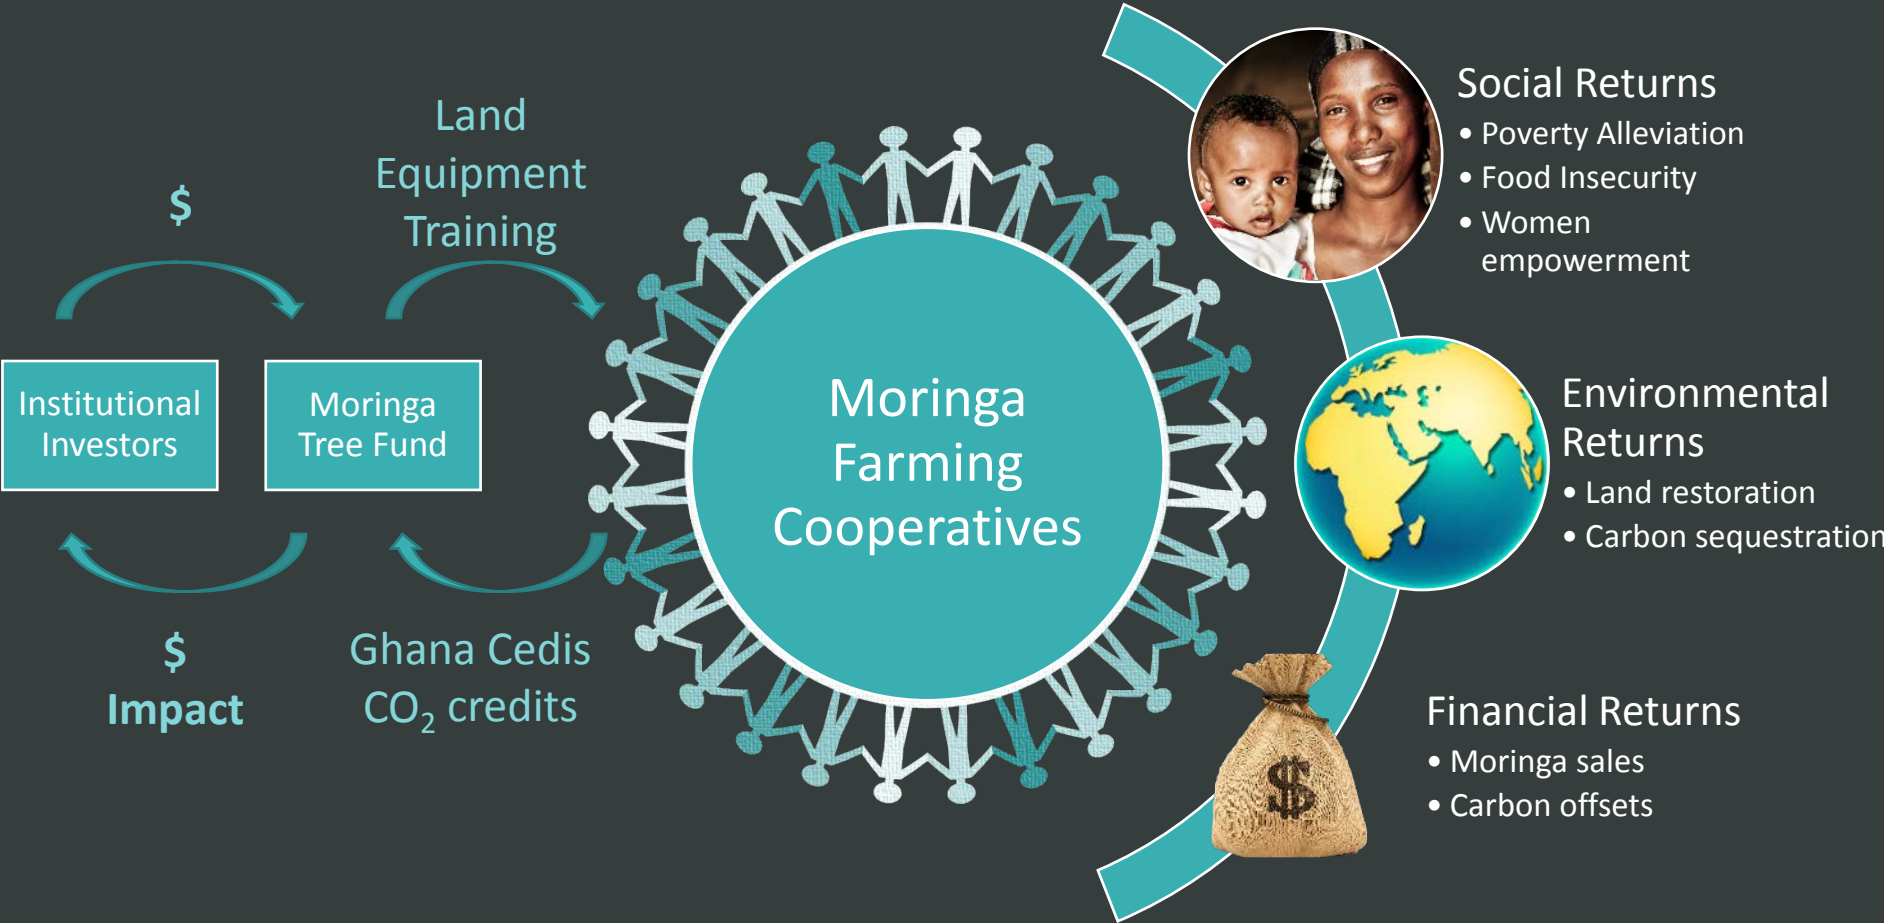 $
Land
Equipment
Training
Institutional
Investors
Moringa
Tree Fund
$
Impact
Ghana Cedis
CO₂ credits
Moringa
Farming
Cooperatives
Social Returns
• Poverty Alleviation
• Food Insecurity
• Women
empowerment
Environmental
Returns
• Land restoration
• Carbon sequestration
$
Financial Returns
• Moringa sales
• Carbon offsets